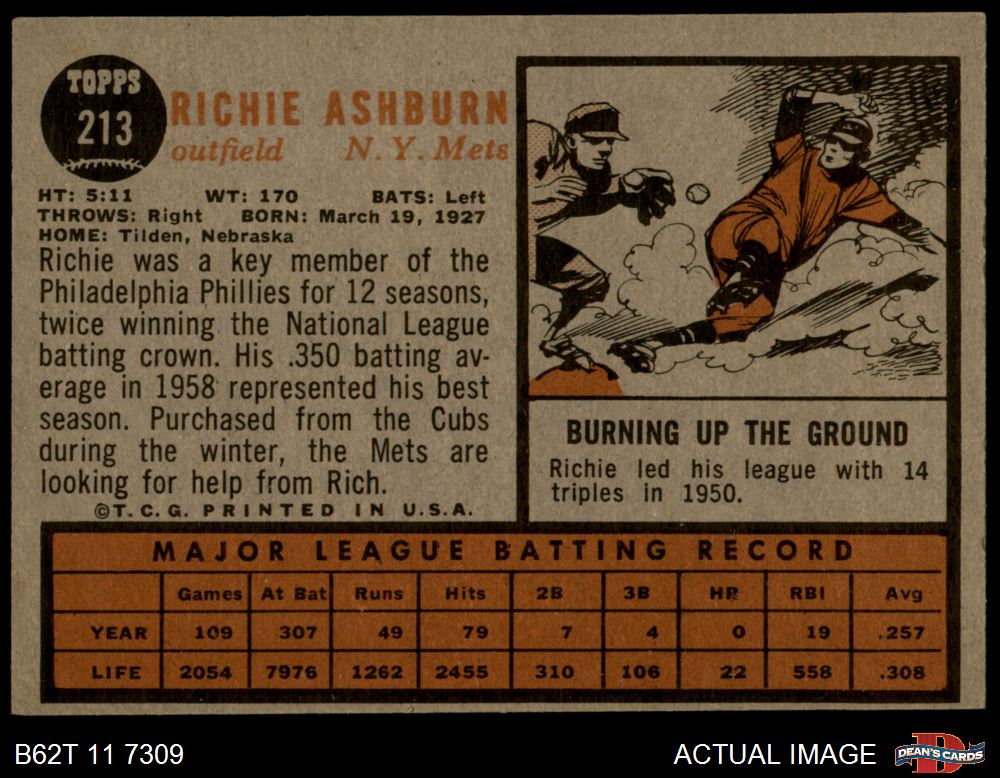 TOPPS
213
RICHIE ASHBURN
outfield N. Y. Mets
HT: 5:11 WT: 170 BATS: Left
THROWS: Right BORN: March 19, 1927
HOME: Tilden, Nebraska
Richie was a key member of the
Philadelphia Phillies for 12 seasons,
twice winning the National League
batting crown. His .350 batting av-
erage in 1958 represented his best
season. Purchased from the Cubs
during the winter, the Mets are
looking for help from Rich.
©T. C. G. PRINTED IN U.S.A.
BURNING UP THE GROUND
Richie led his league with 14
triples in 1950.
MAJOR LEAGUE BATTING RECORD
Games At Bat Runs Hits 2B 3B HR RBI Avg
YEAR 109 307 49 79 7 4 0 19 .257
LIFE 2054 7976 1262 2455 310 106 22 558 .308
B62T 11 7309
ACTUAL IMAGE
DEAN'S CARDS